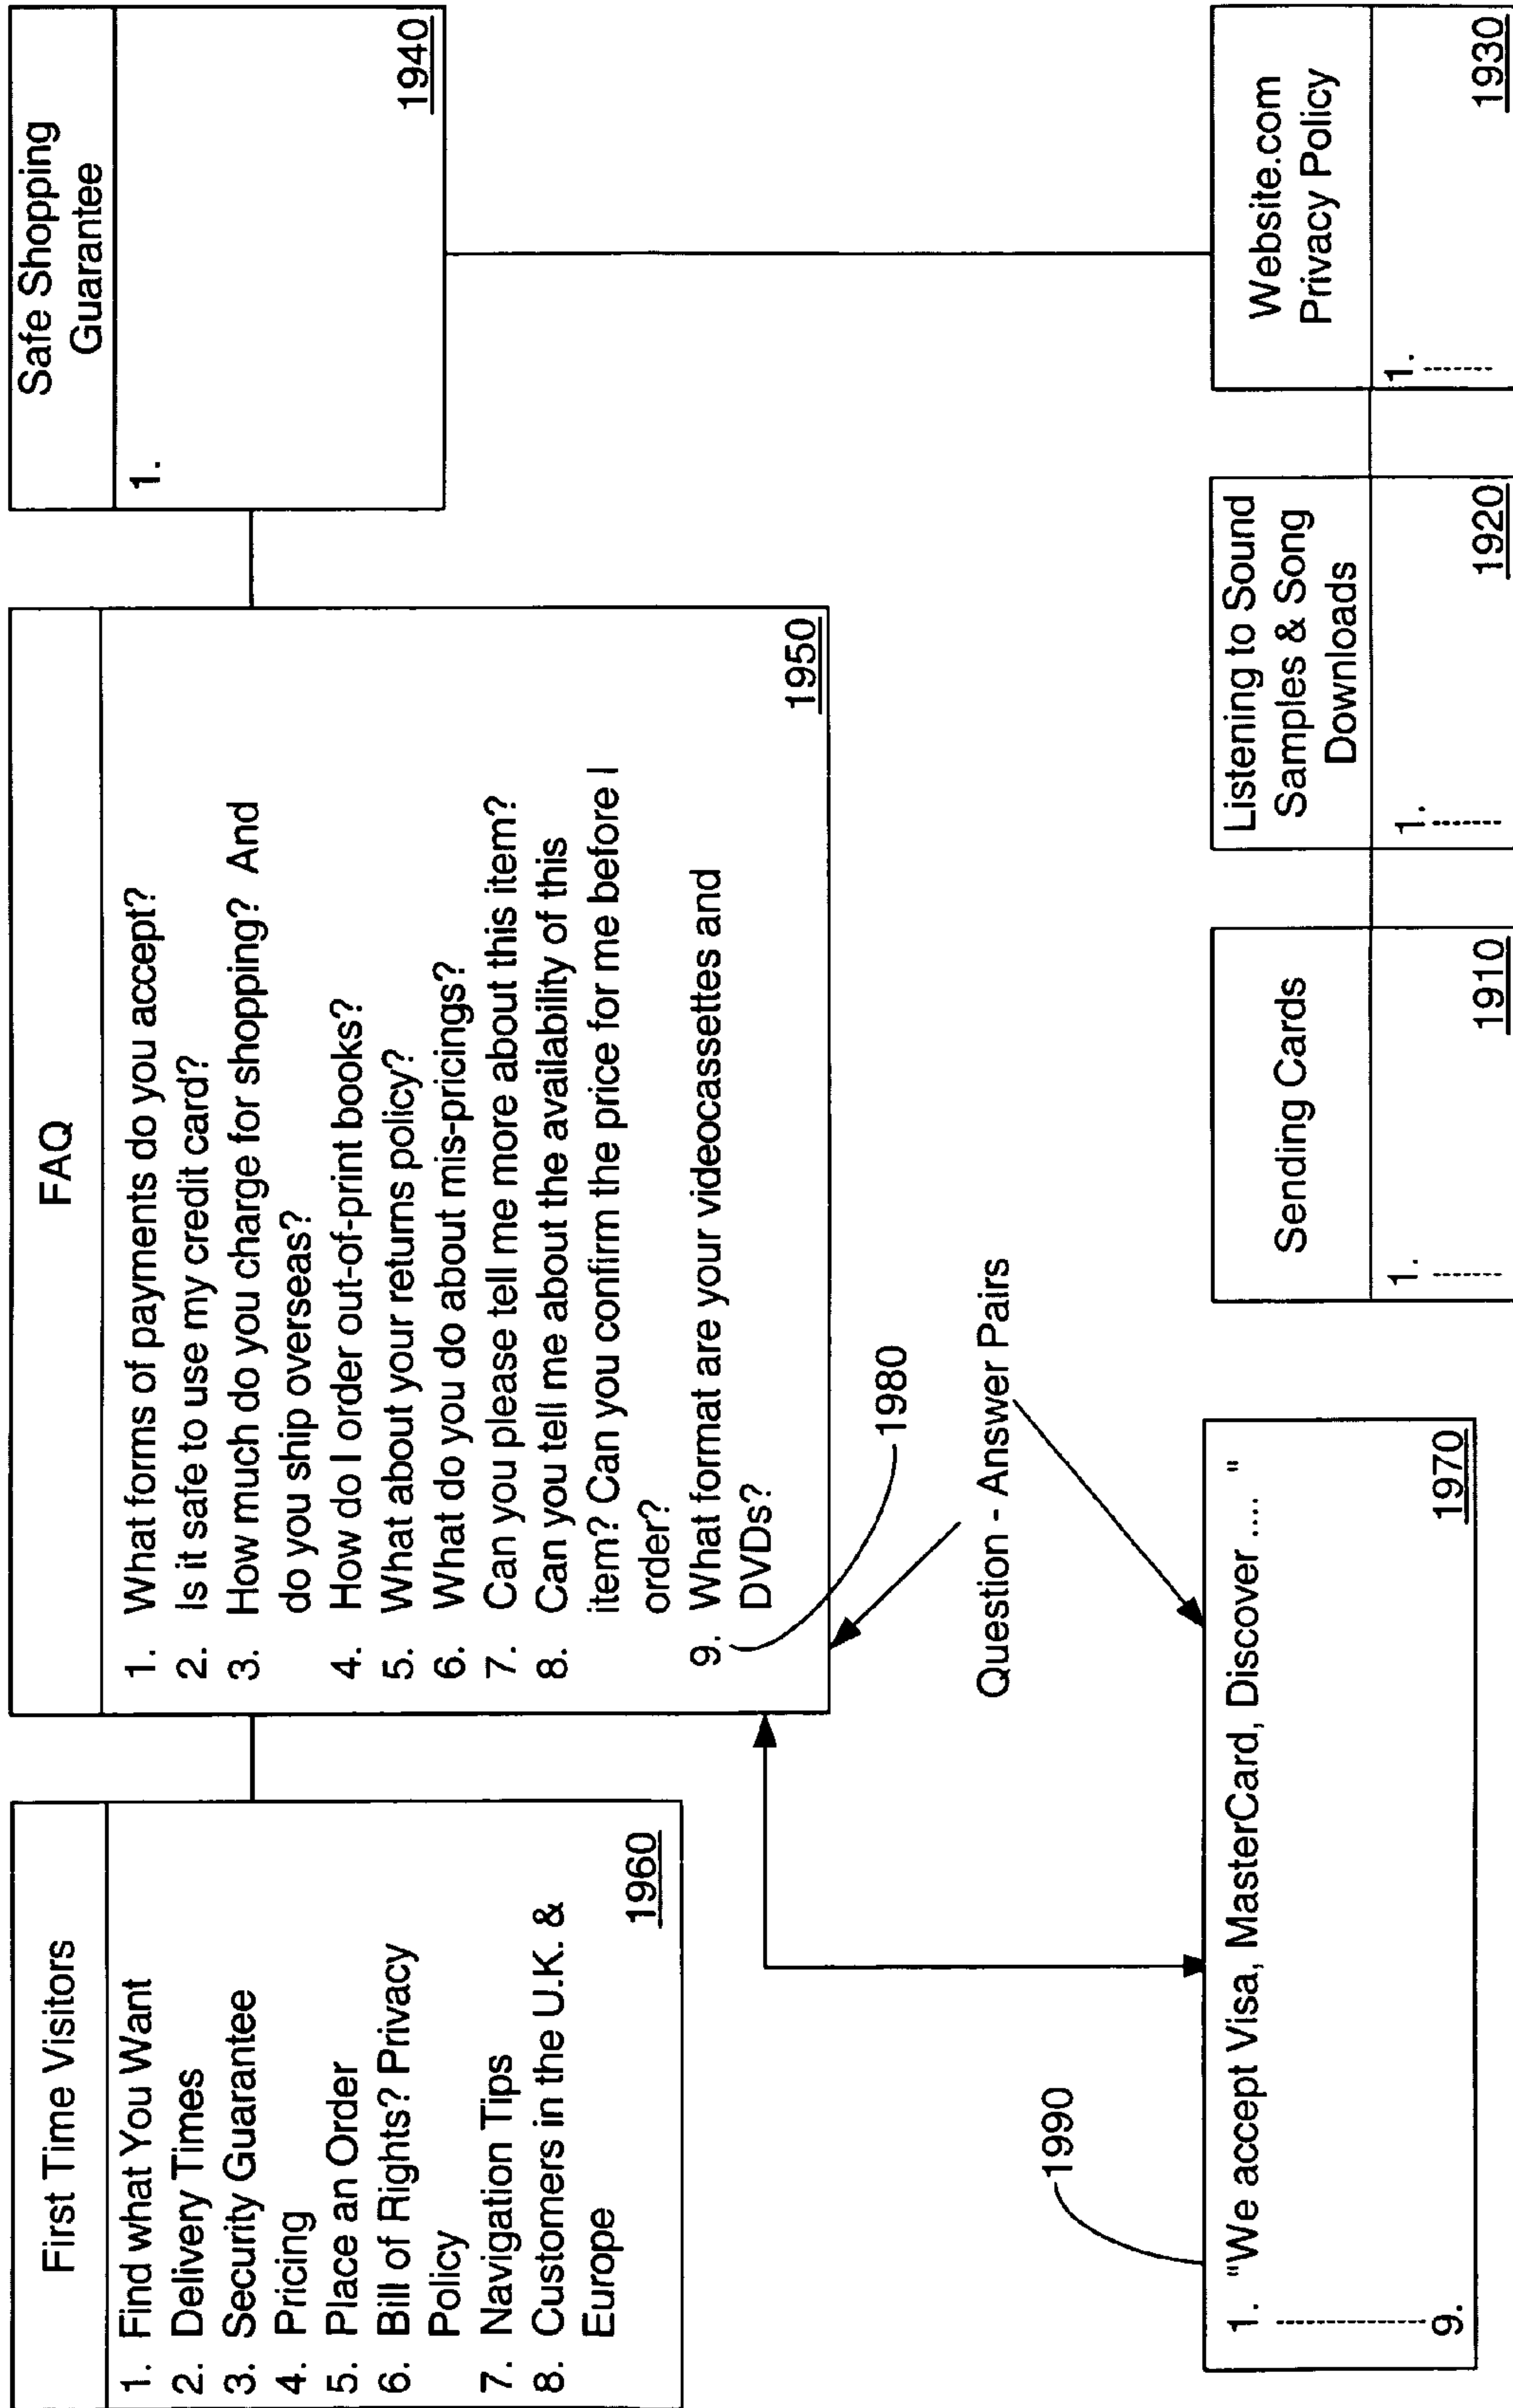 First Time Visitors
1. Find what You Want
2. Delivery Times
3. Security Guarantee
4. Pricing
5. Place an Order
6. Bill of Rights? Privacy
Policy
7. Navigation Tips
8. Customers in the U.K. &
Europe
1960
FAQ
1. What forms of payments do you accept?
2. Is it safe to use my credit card?
3. How much do you charge for shopping? And
do you ship overseas?
4. How do I order out-of-print books?
5. What about your returns policy?
6. What do you do about mis-pricings?
7. Can you please tell me more about this item?
8. Can you tell me about the availability of this
item? Can you confirm the price for me before I
order?
9. What format are your videocassettes and
DVDs?
1950
Safe Shopping
Guarantee
1.
1940
1980
Question - Answer Pairs
1990
1. "We accept Visa, MasterCard, Discover .... "
9.
1970
Sending Cards
1.
1910
Listening to Sound
Samples & Song
Downloads
1.
1920
Website.com
Privacy Policy
1.
1930